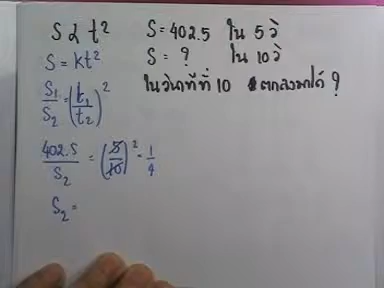 S α t² S = 402.5 ใน 5 วิ
S = kt² S = ? ใน 10 วิ
ในวินาทีที่ 10 ตกลงมาได้ ?
S₁/S₂ = (t₁/t₂)²
402.5/S₂ = (5/10)² = 1/4
S₂ =